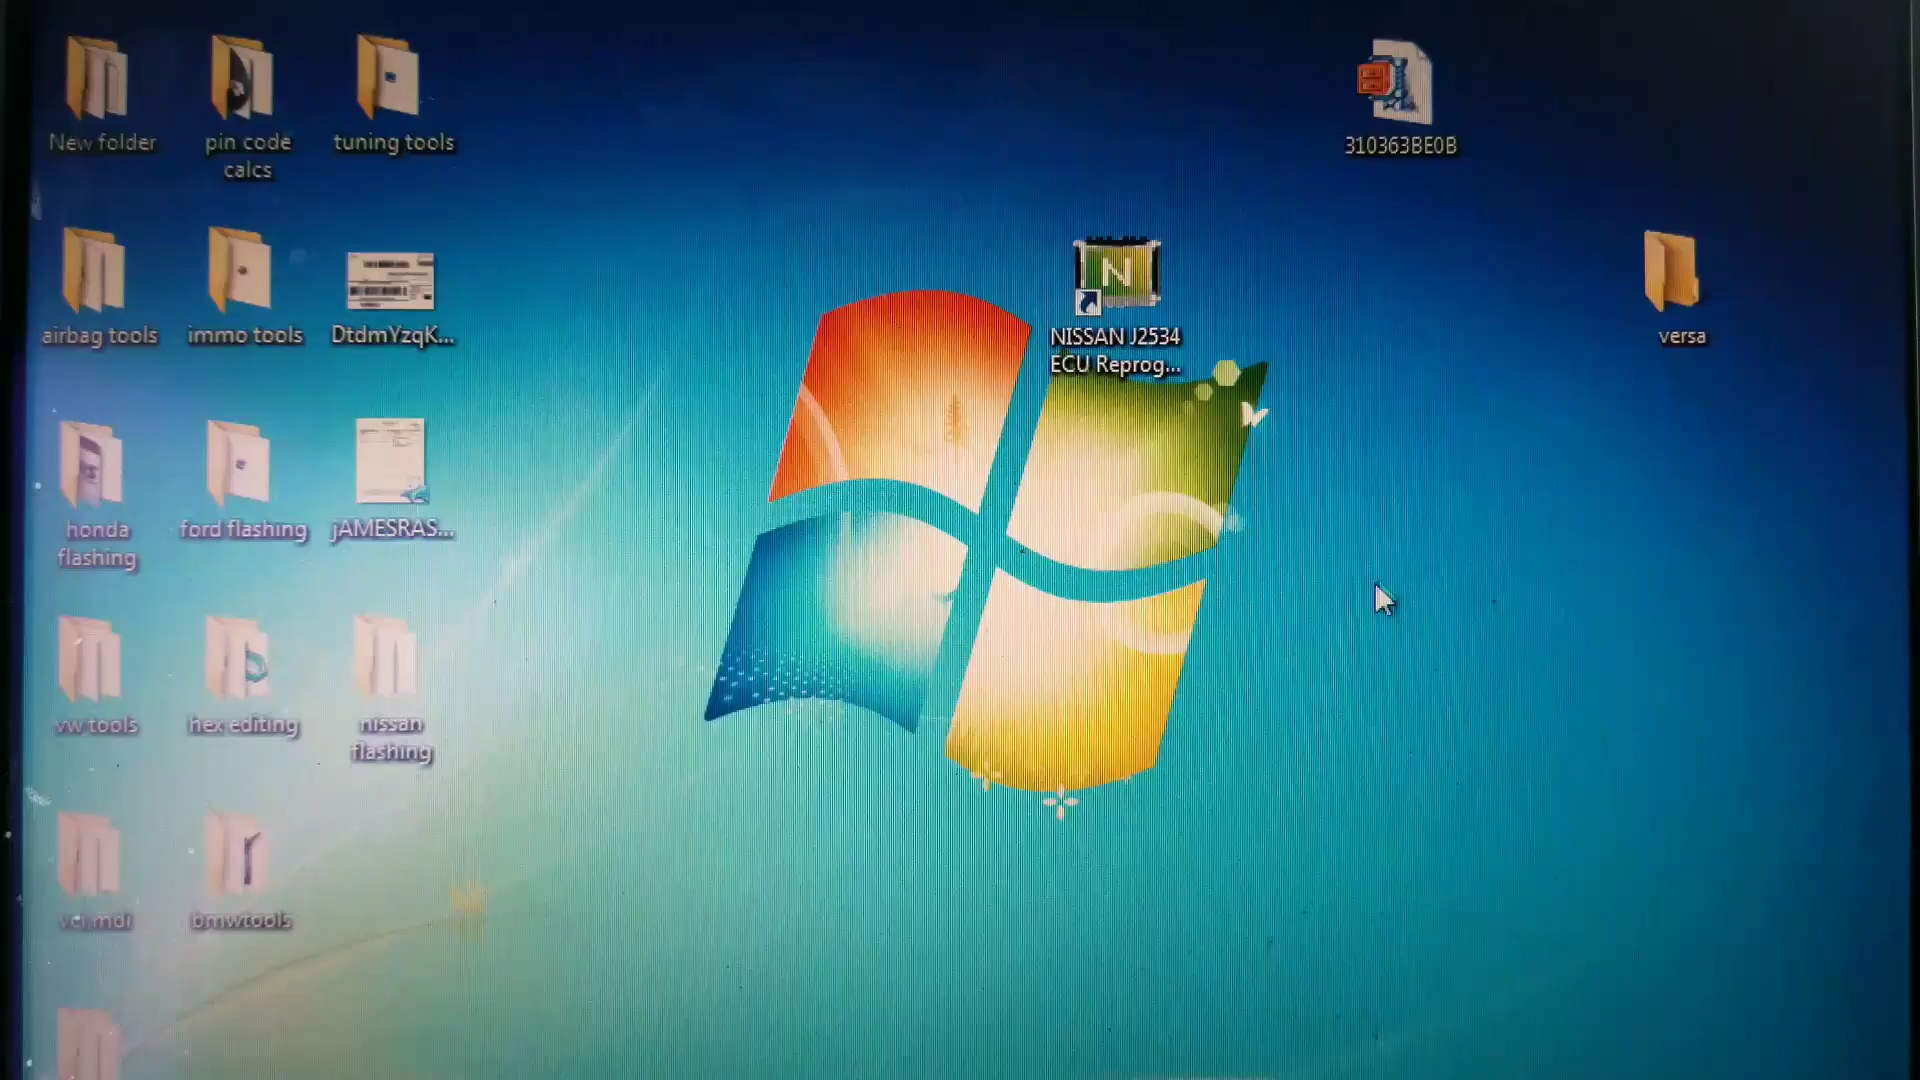 New folder
pin code
calcs
tuning tools
310363BE0B
airbag tools
immo tools
DtdmYzqK...
N
NISSAN J2534
ECU Reprog...
versa
honda
flashing
ford flashing
jAMESRAS...
vw tools
hex editing
nissan
flashing
vci mdi
bmwtools